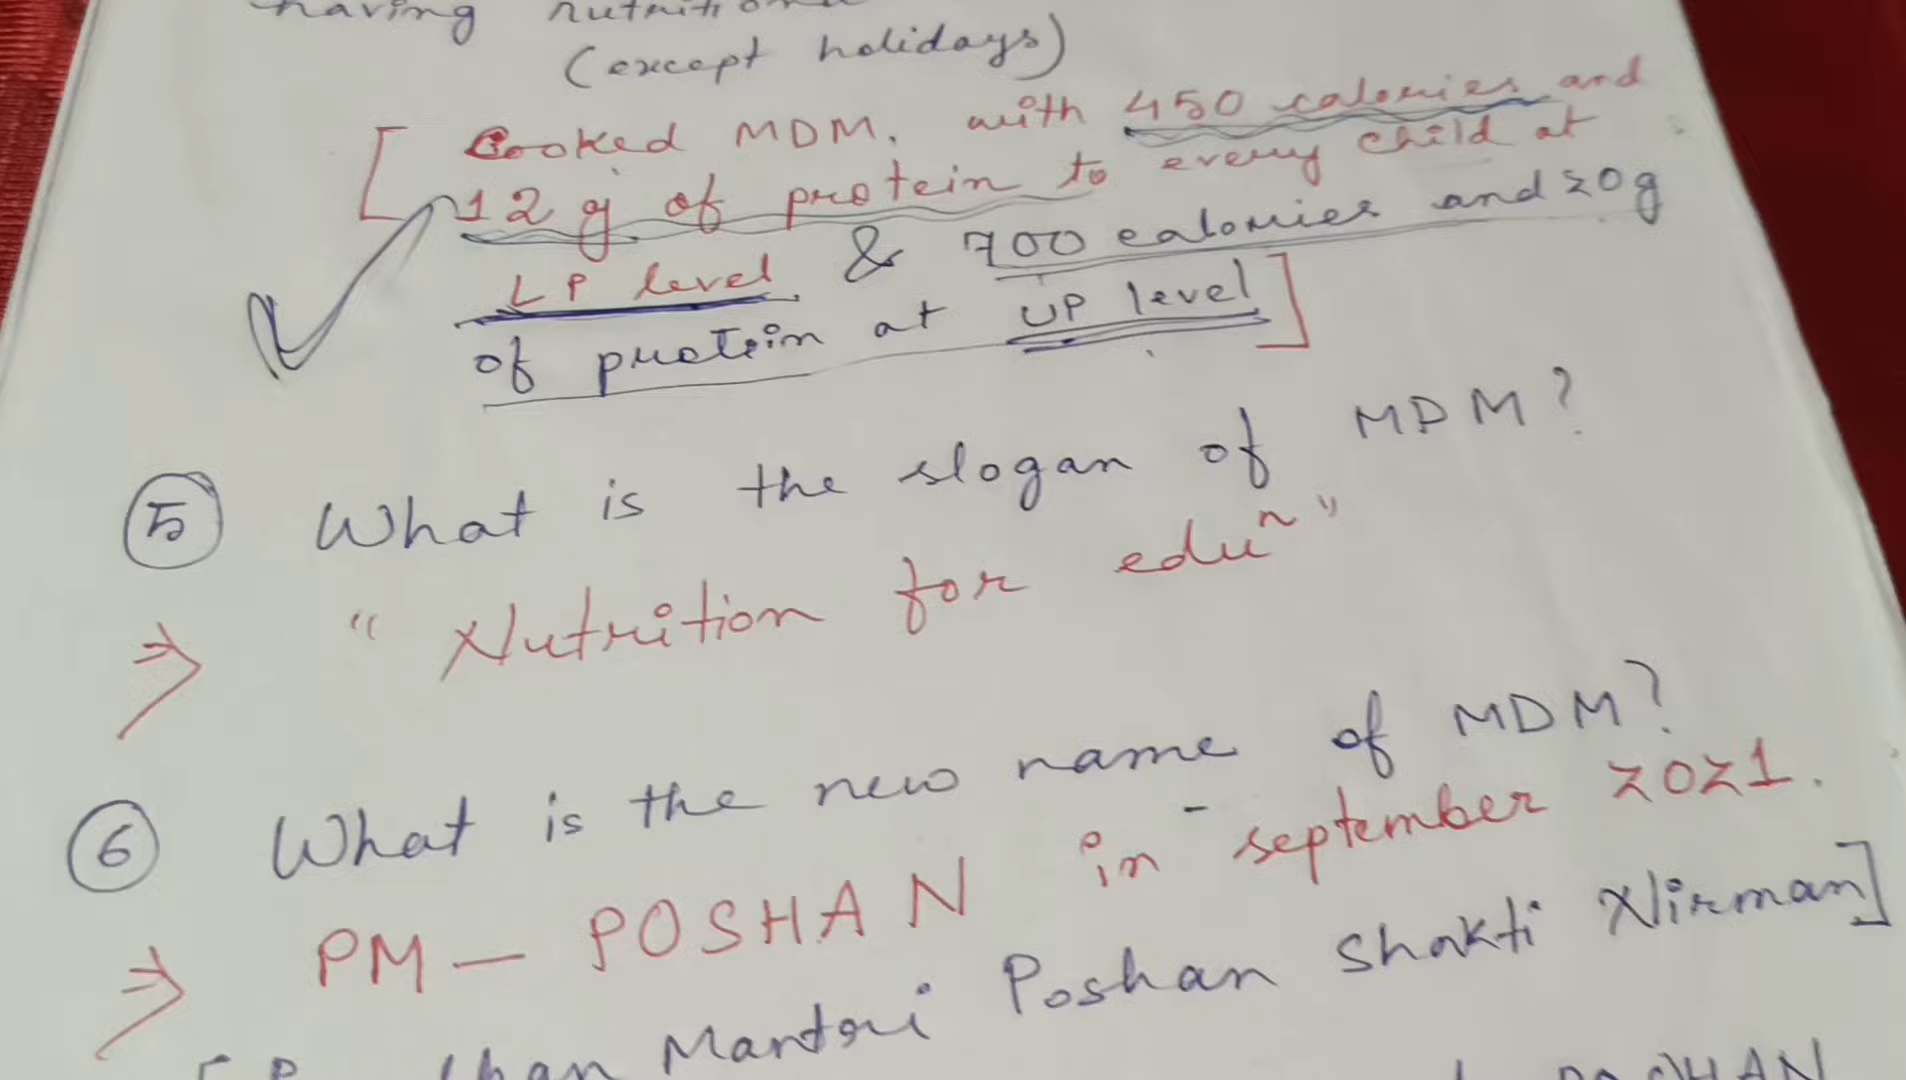 having
(except holidays)
[ Cooked MDM, with 450 calories and
12 g of protein to every child at
LP level & 700 calories and 20g
of protein at UP level ]
5 What is the slogan of MDM?
⇒ "Nutrition for eduⁿ"
6 What is the new name of MDM?
⇒ PM - POSHAN in september 2021.
Mantri Poshan Shakti Nirman]